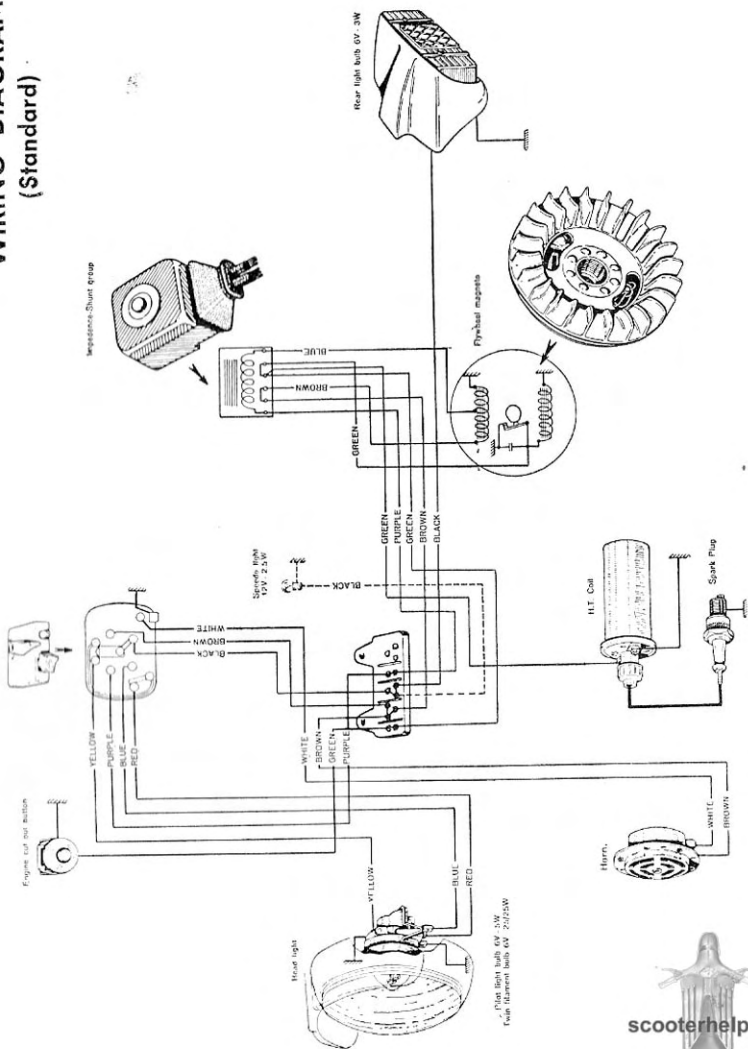 WIRING DIAGRAM
(Standard)
Rear light bulb 6V - 3W
Impedence-Shunt group
Flywheel magneto
BLUE
BROWN
GREEN
GREEN
PURPLE
GREEN
BROWN
BLACK
Speedo light
12V - 2.5W
BLACK
WHITE
BROWN
BLACK
YELLOW
PURPLE
BLUE
RED
WHITE
BROWN
GREEN
PURPLE
Engine cut out button
H.T. Coil
Spark Plug
YELLOW
BLUE
RED
Head light
Pilot light bulb 6V - 5W
Twin filament bulb 6V - 25/25W
Horn.
WHITE
BROWN
scooterhelp